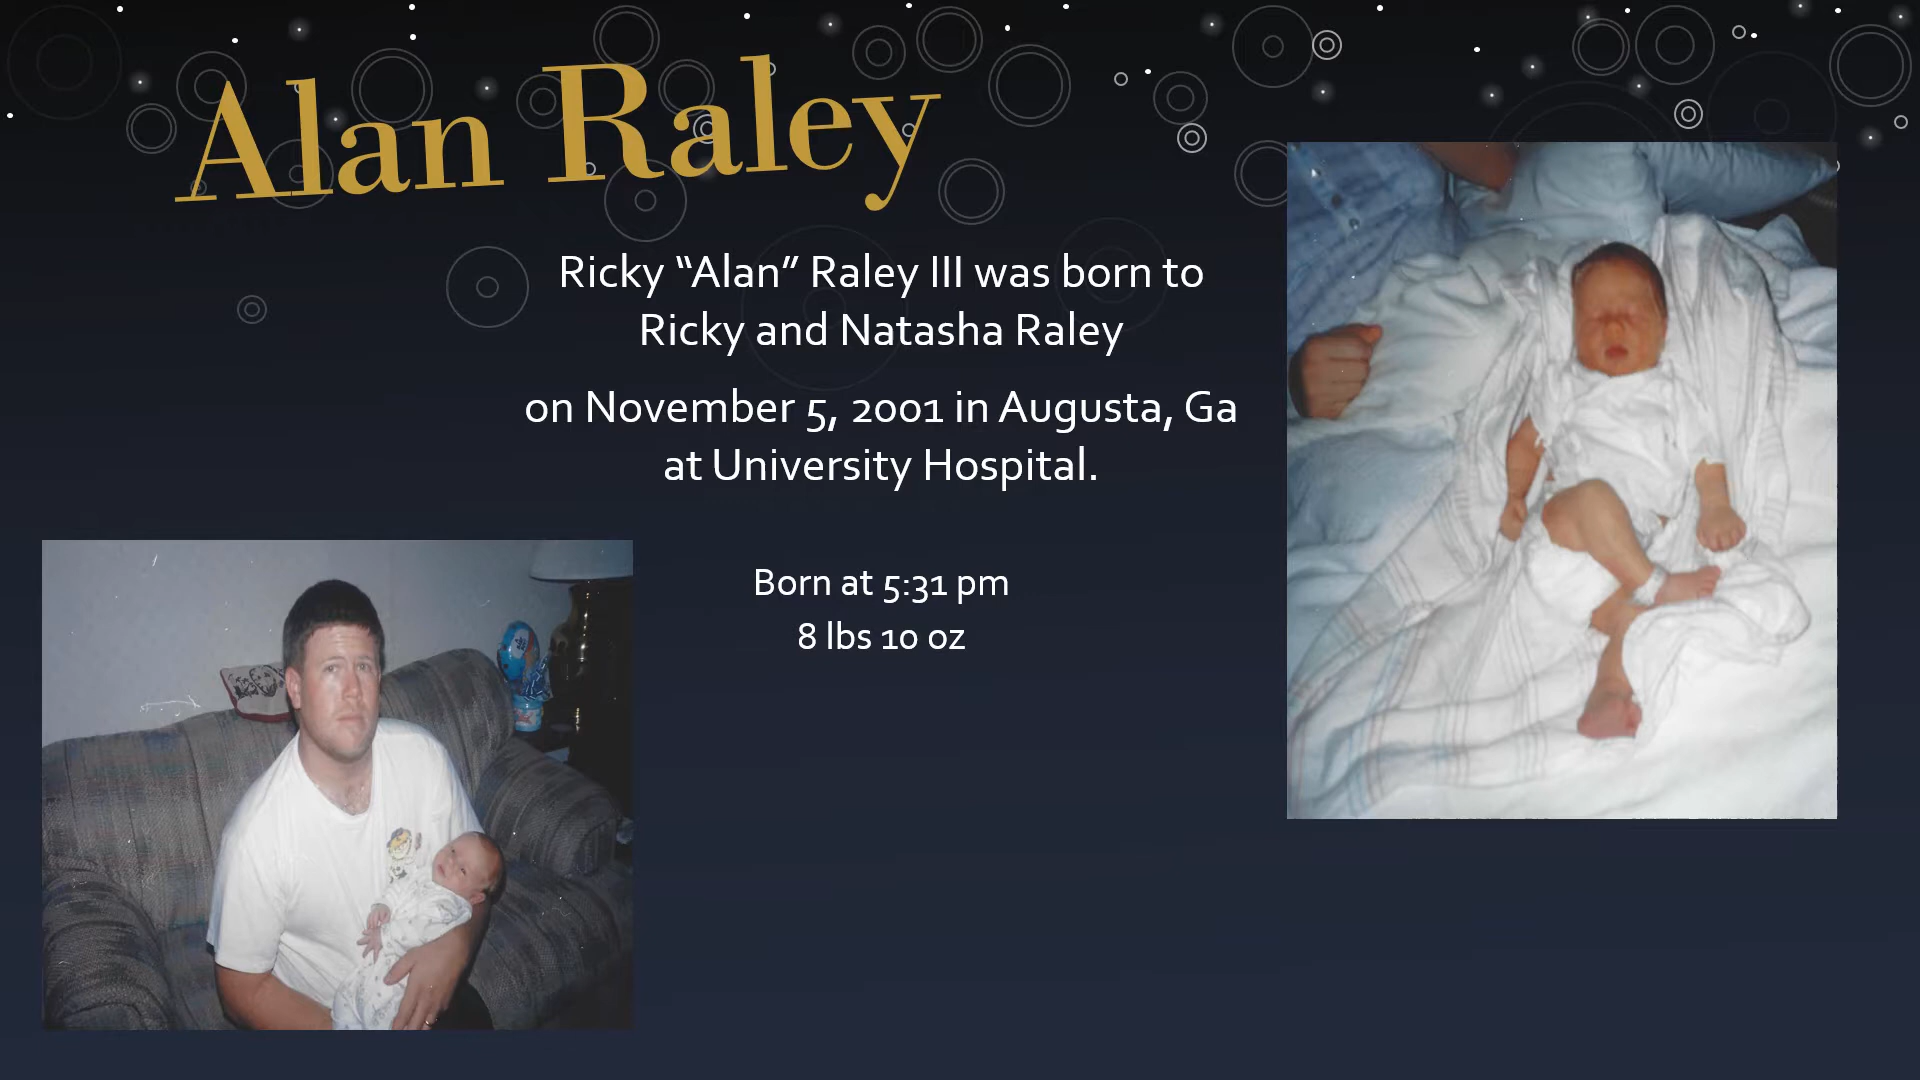 Alan Raley
Ricky “Alan” Raley III was born to
Ricky and Natasha Raley
on November 5, 2001 in Augusta, Ga
at University Hospital.
Born at 5:31 pm
8 lbs 10 oz